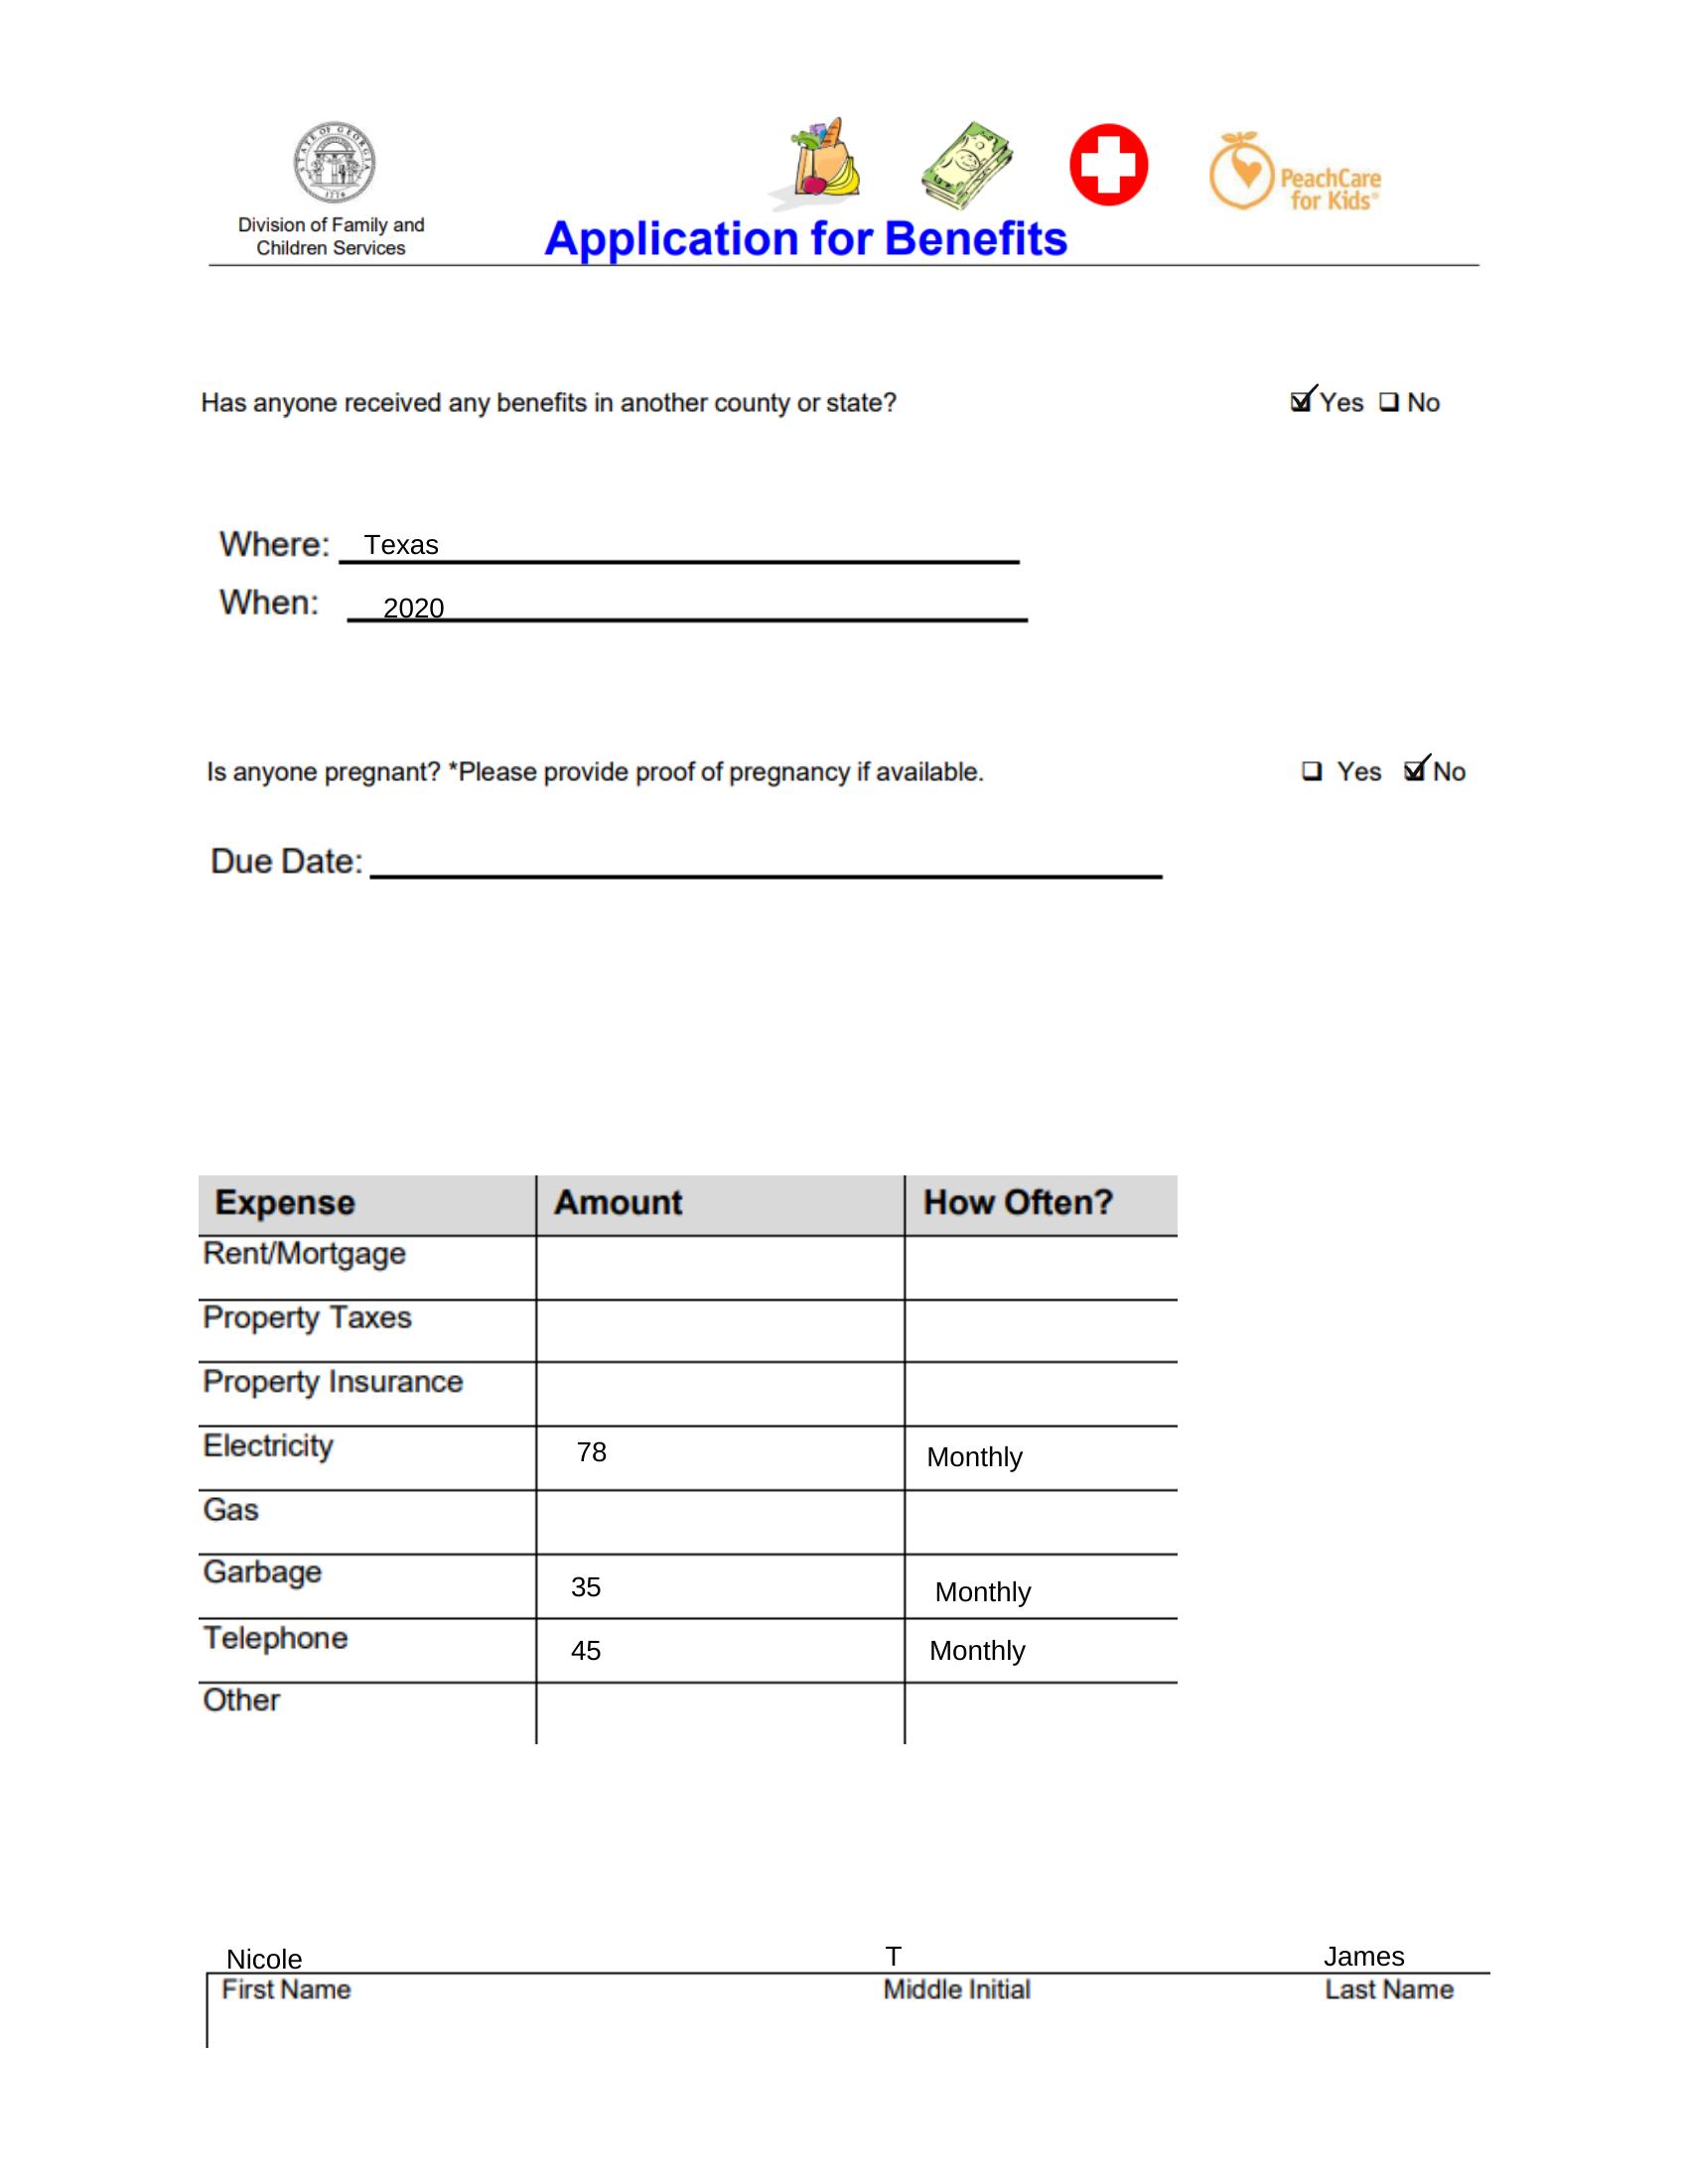 STATE OF GEORGIA
1776
Division of Family and
Children Services
PeachCare
for Kids®
Application for Benefits
Has anyone received any benefits in another county or state? ☑ Yes ❑ No
Where: Texas
When: 2020
Is anyone pregnant? *Please provide proof of pregnancy if available. ❑ Yes ☑ No
Due Date:
Expense Amount How Often?
Rent/Mortgage
Property Taxes
Property Insurance
Electricity 78 Monthly
Gas
Garbage 35 Monthly
Telephone 45 Monthly
Other
Nicole T James
First Name Middle Initial Last Name